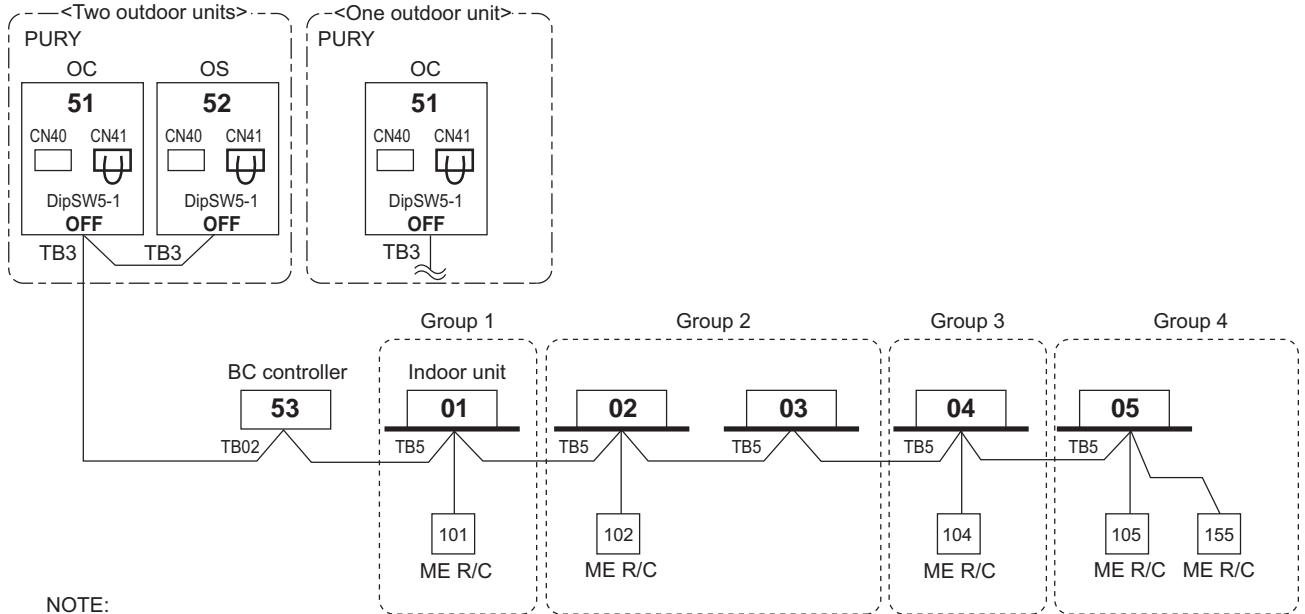 <Two outdoor units>
<One outdoor unit>
PURY
PURY
OC
OS
OC
51
52
51
CN40 CN41
CN40 CN41
CN40 CN41
DipSW5-1
DipSW5-1
DipSW5-1
OFF
OFF
OFF
TB3
TB3
TB3
Group 1
Group 2
Group 3
Group 4
BC controller
Indoor unit
53
01
02
03
04
05
TB02
TB5
TB5
TB5
TB5
TB5
101
102
104
105
155
ME R/C
ME R/C
ME R/C
ME R/C
ME R/C
NOTE: